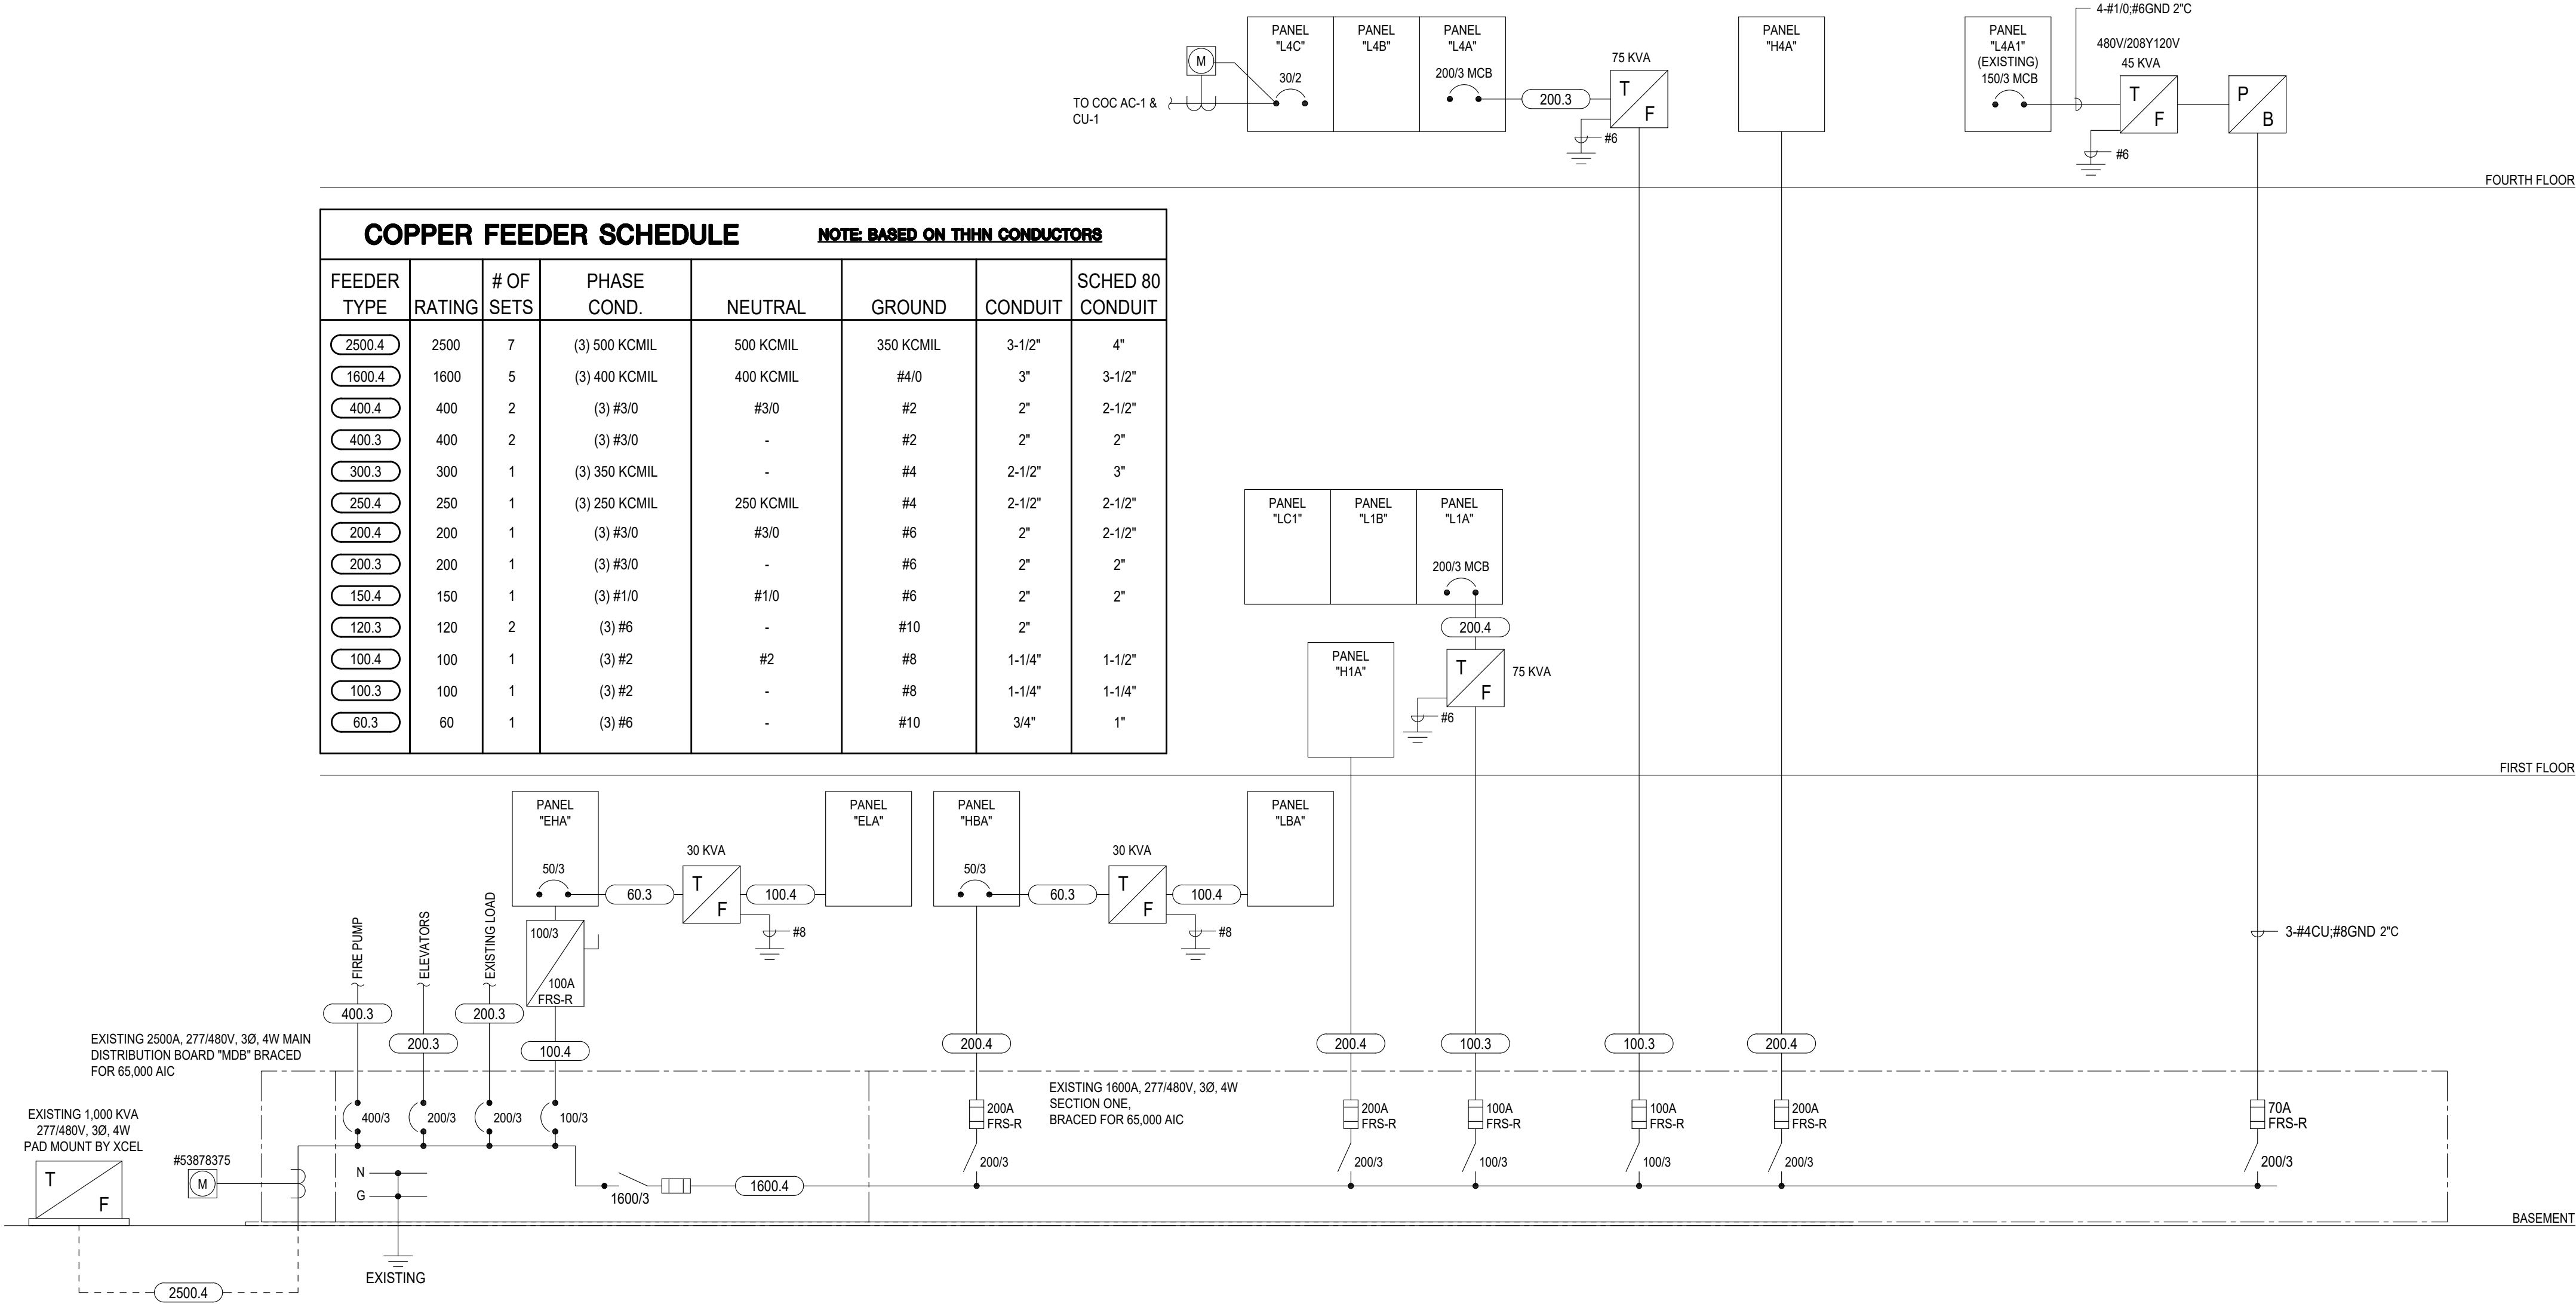 4-#1/0;#6GND 2"C
PANEL
"L4C"
30/2
PANEL
"L4B"
PANEL
"L4A"
200/3 MCB
PANEL
"H4A"
PANEL
"L4A1"
(EXISTING)
150/3 MCB
480V/208Y120V
45 KVA
75 KVA
M
TO COC AC-1 &
CU-1
200.3
T
F
#6
T
F
#6
P
B
FOURTH FLOOR
COPPER FEEDER SCHEDULE NOTE: BASED ON THHN CONDUCTORS
FEEDER TYPE RATING # OF SETS PHASE COND. NEUTRAL GROUND CONDUIT SCHED 80 CONDUIT
2500.4 2500 7 (3) 500 KCMIL 500 KCMIL 350 KCMIL 3-1/2" 4"
1600.4 1600 5 (3) 400 KCMIL 400 KCMIL #4/0 3" 3-1/2"
400.4 400 2 (3) #3/0 #3/0 #2 2" 2-1/2"
400.3 400 2 (3) #3/0 - #2 2" 2"
300.3 300 1 (3) 350 KCMIL - #4 2-1/2" 3"
250.4 250 1 (3) 250 KCMIL 250 KCMIL #4 2-1/2" 2-1/2"
200.4 200 1 (3) #3/0 #3/0 #6 2" 2-1/2"
200.3 200 1 (3) #3/0 - #6 2" 2"
150.4 150 1 (3) #1/0 #1/0 #6 2" 2"
120.3 120 2 (3) #6 - #10 2"
100.4 100 1 (3) #2 #2 #8 1-1/4" 1-1/2"
100.3 100 1 (3) #2 - #8 1-1/4" 1-1/4"
60.3 60 1 (3) #6 - #10 3/4" 1"
PANEL
"LC1"
PANEL
"L1B"
PANEL
"L1A"
200/3 MCB
200.4
PANEL
"H1A"
T
F
75 KVA
#6
FIRST FLOOR
PANEL
"EHA"
50/3
60.3
30 KVA
T
F
100.4
#8
PANEL
"ELA"
PANEL
"HBA"
50/3
60.3
30 KVA
T
F
100.4
#8
PANEL
"LBA"
FIRE PUMP
ELEVATORS
EXISTING LOAD
100/3
100A
FRS-R
3-#4CU;#8GND 2"C
400.3
200.3
200.3
100.4
200.4
200.4
100.3
100.3
200.4
EXISTING 2500A, 277/480V, 3Ø, 4W MAIN
DISTRIBUTION BOARD "MDB" BRACED
FOR 65,000 AIC
EXISTING 1,000 KVA
277/480V, 3Ø, 4W
PAD MOUNT BY XCEL
T
F
#53878375
M
400/3
200/3
200/3
100/3
N
G
EXISTING
1600/3
1600.4
EXISTING 1600A, 277/480V, 3Ø, 4W
SECTION ONE,
BRACED FOR 65,000 AIC
200A
FRS-R
200/3
200A
FRS-R
200/3
100A
FRS-R
100/3
100A
FRS-R
100/3
200A
FRS-R
200/3
70A
FRS-R
200/3
BASEMENT
2500.4